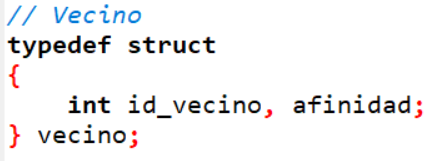 // Vecino
typedef struct
{
    int id_vecino, afinidad;
} vecino;